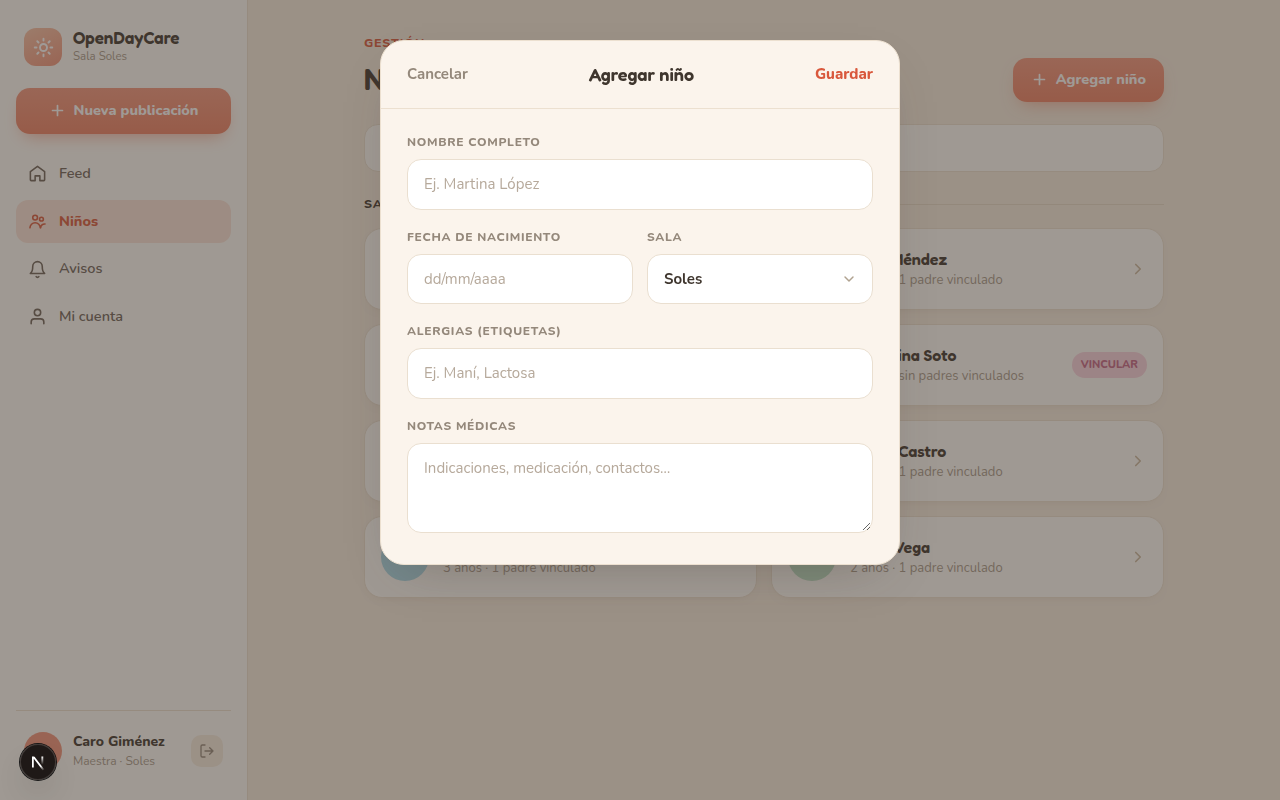 OpenDayCare
Sala Soles
Nueva publicación
Feed
Niños
Avisos
Mi cuenta
Caro Giménez
Maestra · Soles
N
Agregar niño
Cancelar
Agregar niño
Guardar
NOMBRE COMPLETO
Ej. Martina López
FECHA DE NACIMIENTO
SALA
dd/mm/aaaa
Soles
ALERGIAS (ETIQUETAS)
Ej. Maní, Lactosa
NOTAS MÉDICAS
Indicaciones, medicación, contactos...
1 padre vinculado
Soto
sin padres vinculados
VINCULAR
Castro
1 padre vinculado
Vega
3 años · 1 padre vinculado
2 años · 1 padre vinculado